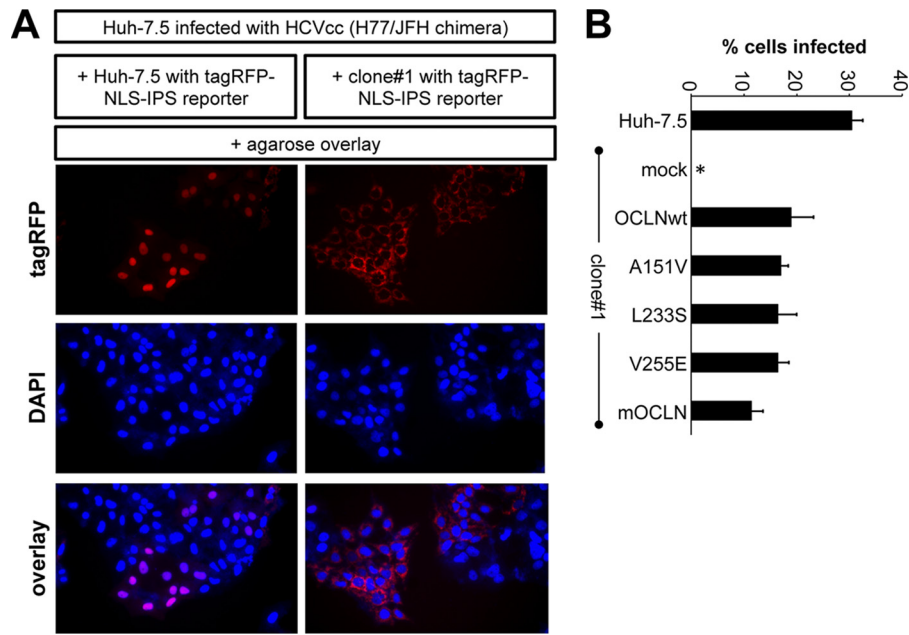 A
Huh-7.5 infected with HCVcc (H77/JFH chimera)
+ Huh-7.5 with tagRFP-
NLS-IPS reporter
+ clone#1 with tagRFP-
NLS-IPS reporter
+ agarose overlay
tagRFP
DAPI
overlay
B
% cells infected
0 10 20 30 40
Huh-7.5
mock *
OCLNwt
A151V
L233S
V255E
mOCLN
clone#1